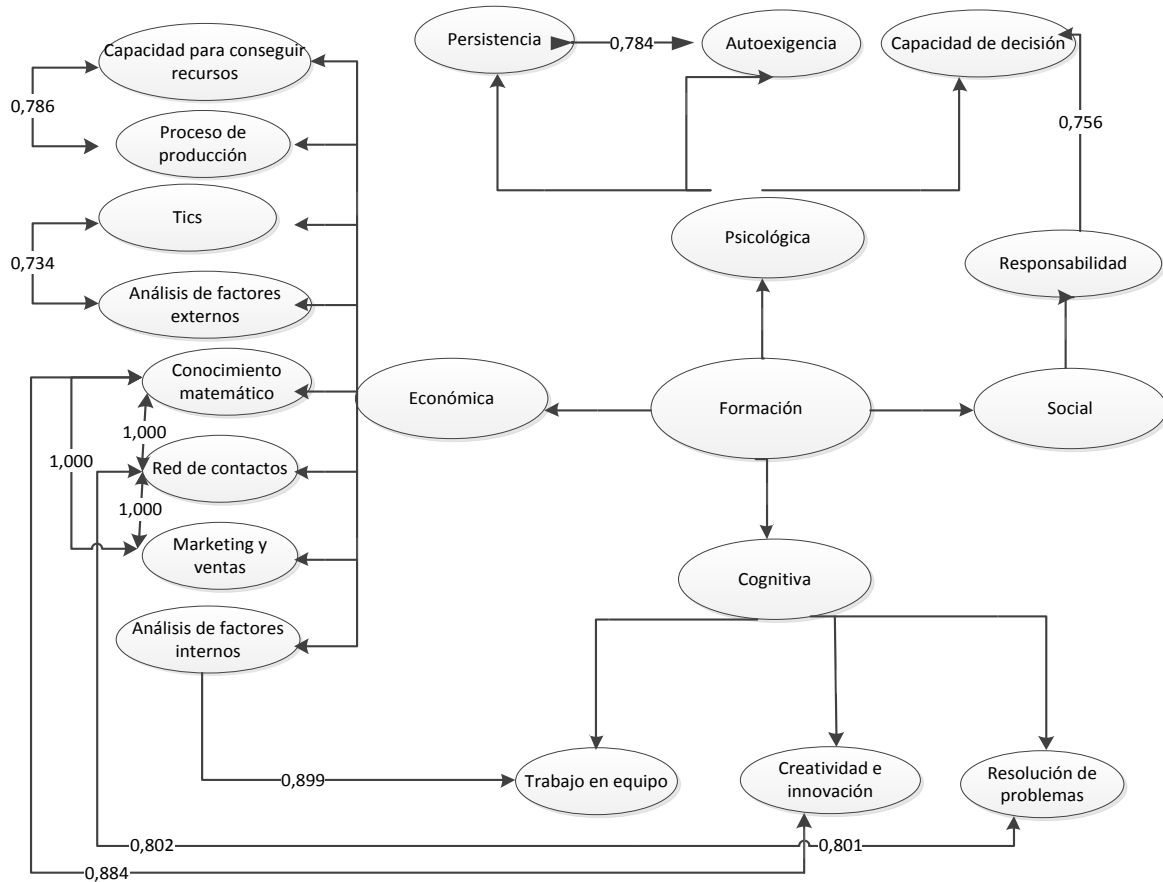 Capacidad para conseguir
recursos
0,786
Proceso de
producción
Tics
0,734
Análisis de factores
externos
Conocimiento
matemático
1,000
1,000
Red de contactos
1,000
Marketing y
ventas
Análisis de factores
internos
Económica
Persistencia
0,784
Autoexigencia
Capacidad de decisión
0,756
Psicológica
Responsabilidad
Formación
Social
Cognitiva
0,899
Trabajo en equipo
Creatividad e
innovación
Resolución de
problemas
0,802
0,801
0,884